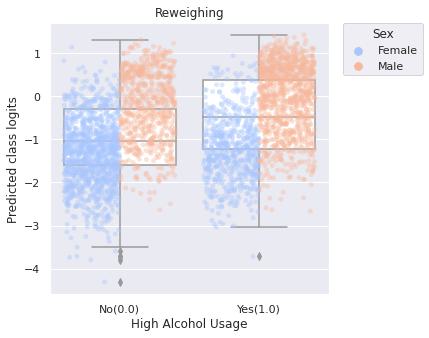 Reweighing
Sex
Female
Male
Predicted class logits
1
0
−1
−2
−3
−4
No(0.0)
Yes(1.0)
High Alcohol Usage